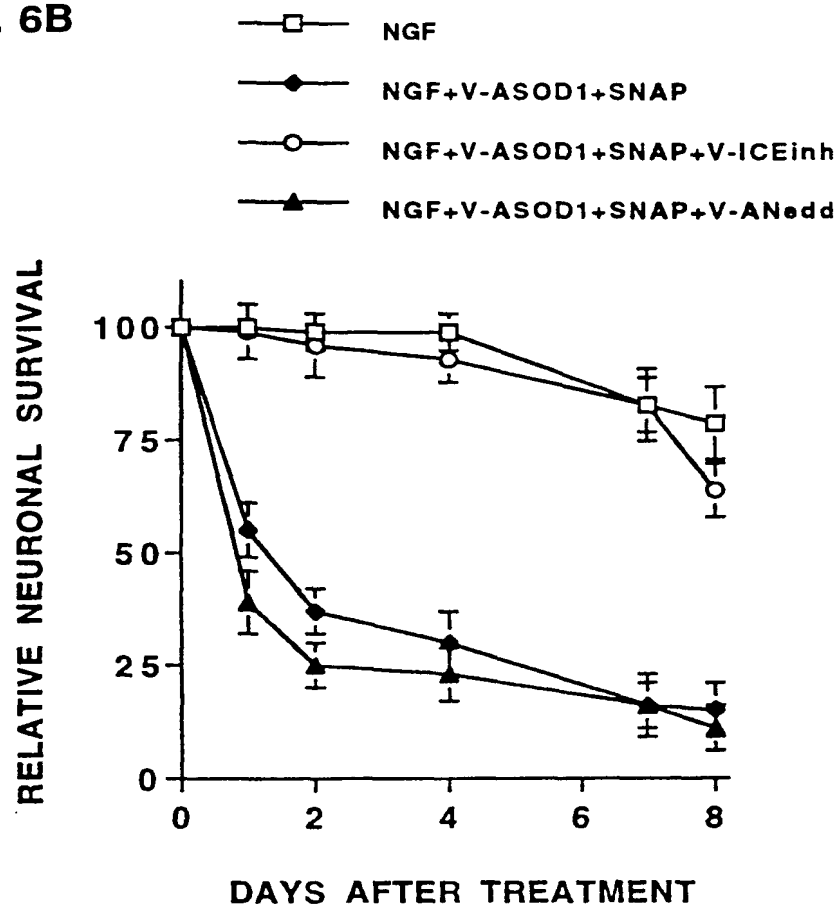 . 6B
NGF
NGF+V-ASOD1+SNAP
NGF+V-ASOD1+SNAP+V-ICEinh
NGF+V-ASOD1+SNAP+V-ANedd
RELATIVE NEURONAL SURVIVAL
100
75
50
25
0
0 2 4 6 8
DAYS AFTER TREATMENT